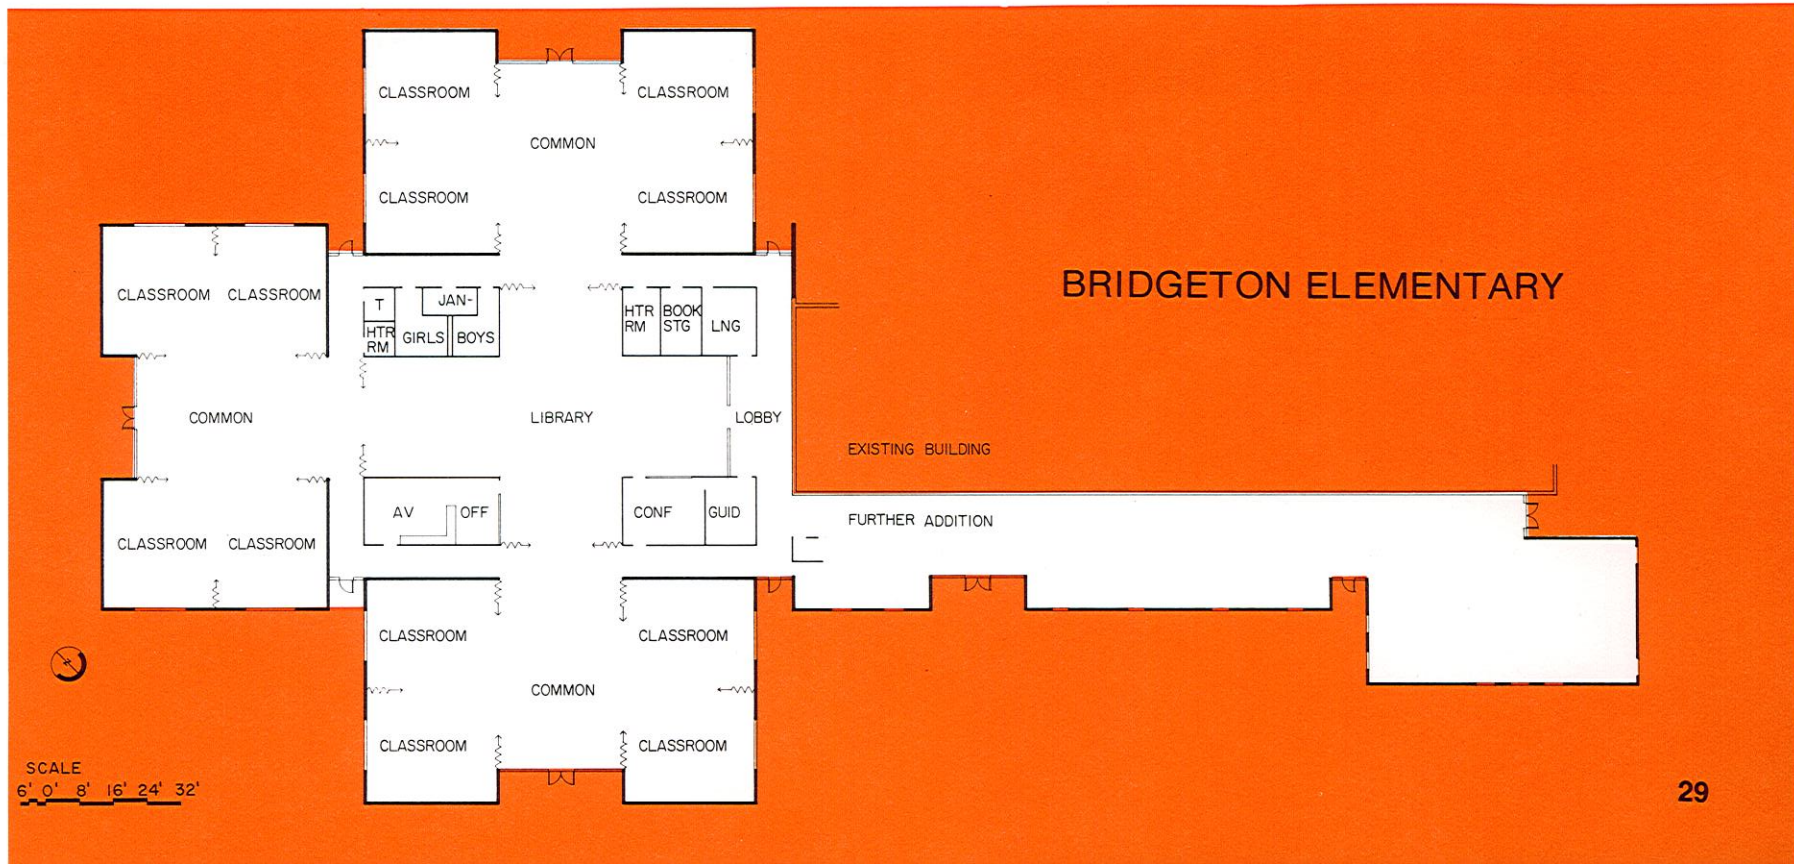 CLASSROOM CLASSROOM
COMMON
CLASSROOM CLASSROOM
BRIDGETON ELEMENTARY
CLASSROOM CLASSROOM
T
JAN-
HTR
RM
GIRLS
BOYS
HTR
RM
BOOK
STG
LNG
COMMON
LIBRARY
LOBBY
EXISTING BUILDING
AV
OFF
CONF
GUID
FURTHER ADDITION
CLASSROOM CLASSROOM
CLASSROOM CLASSROOM
COMMON
CLASSROOM CLASSROOM
SCALE
6' 0' 8' 16' 24' 32'
29
N